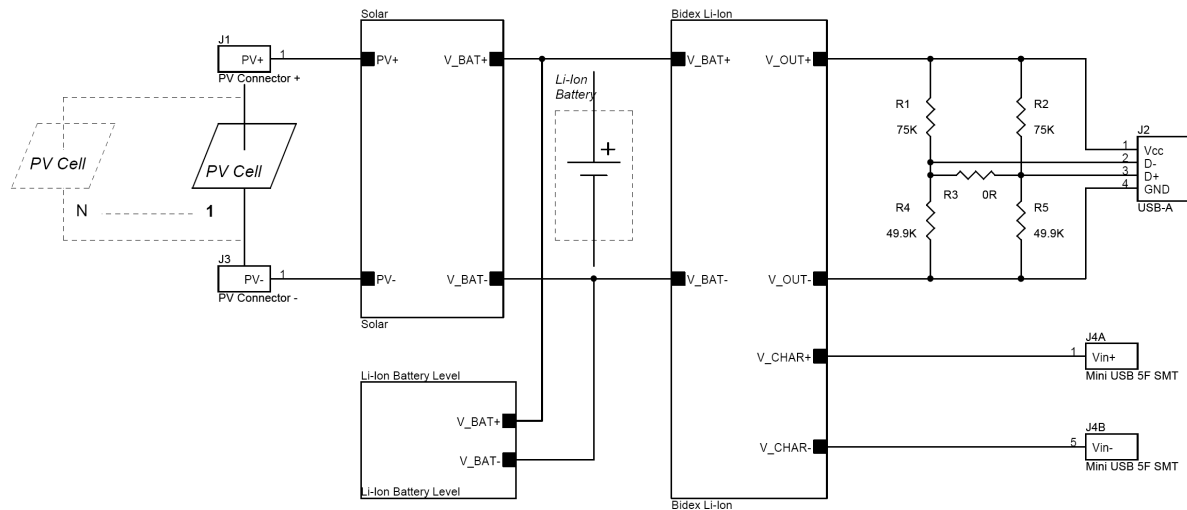 Solar
Bidex Li-Ion
J1
PV+ 1
PV Connector +
PV+
V_BAT+
V_BAT+
V_OUT+
Li-Ion
Battery
+
R1
75K
R2
75K
J2
1 Vcc
2 D-
3 D+
4 GND
USB-A
PV Cell
PV Cell
N
1
R3
0R
R4
49.9K
R5
49.9K
J3
PV- 1
PV Connector -
PV-
V_BAT-
V_BAT-
V_OUT-
Solar
V_CHAR+
J4A
1 Vin+
Mini USB 5F SMT
Li-Ion Battery Level
V_BAT+
V_BAT-
V_CHAR-
J4B
5 Vin-
Mini USB 5F SMT
Li-Ion Battery Level
Bidex Li-Ion